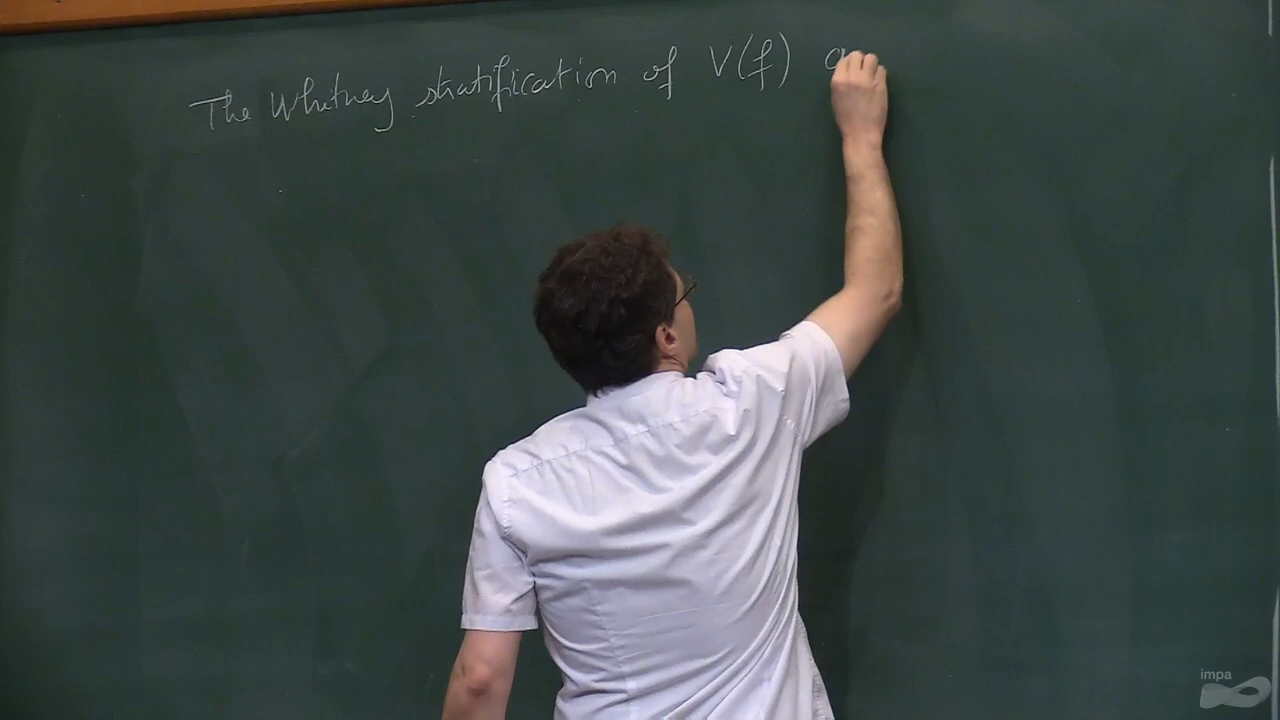 The Whitney stratification of V(f)
impa